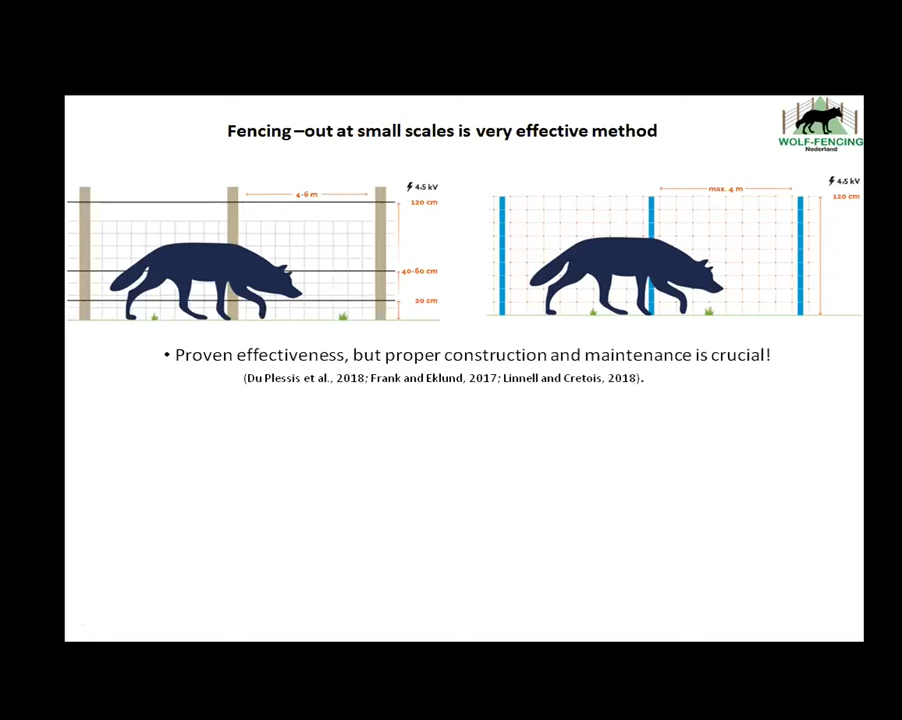 Fencing –out at small scales is very effective method
WOLF-FENCING
Nederland
4-6 m
4.5 kV
120 cm
40-60 cm
20 cm
max. 4 m
4.5 kV
120 cm
• Proven effectiveness, but proper construction and maintenance is crucial!
(Du Plessis et al., 2018; Frank and Eklund, 2017; Linnell and Cretois, 2018).